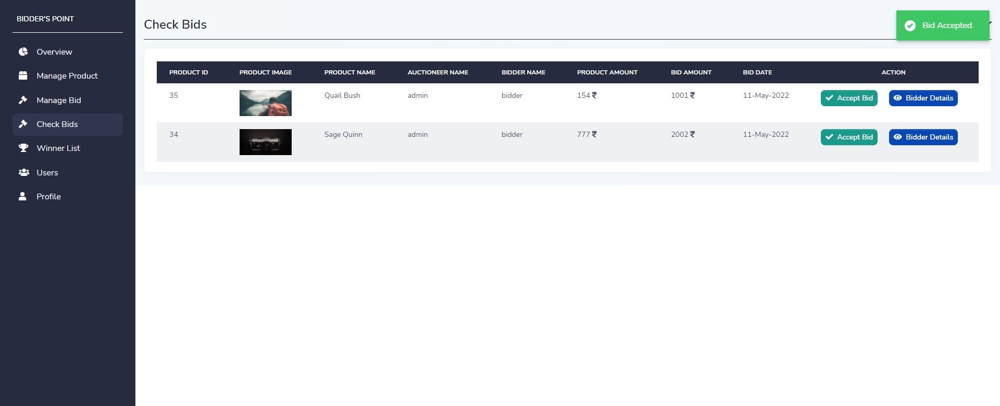 BIDDER'S POINT
Overview
Manage Product
Manage Bid
Check Bids
Winner List
Users
Profile
Check Bids
Bid Accepted.
PRODUCT ID PRODUCT IMAGE PRODUCT NAME AUCTIONEER NAME BIDDER NAME PRODUCT AMOUNT BID AMOUNT BID DATE ACTION
35 Quail Bush admin bidder 154 ₹ 1001 ₹ 11-May-2022 Accept Bid Bidder Details
34 Sage Quinn admin bidder 777 ₹ 2002 ₹ 11-May-2022 Accept Bid Bidder Details